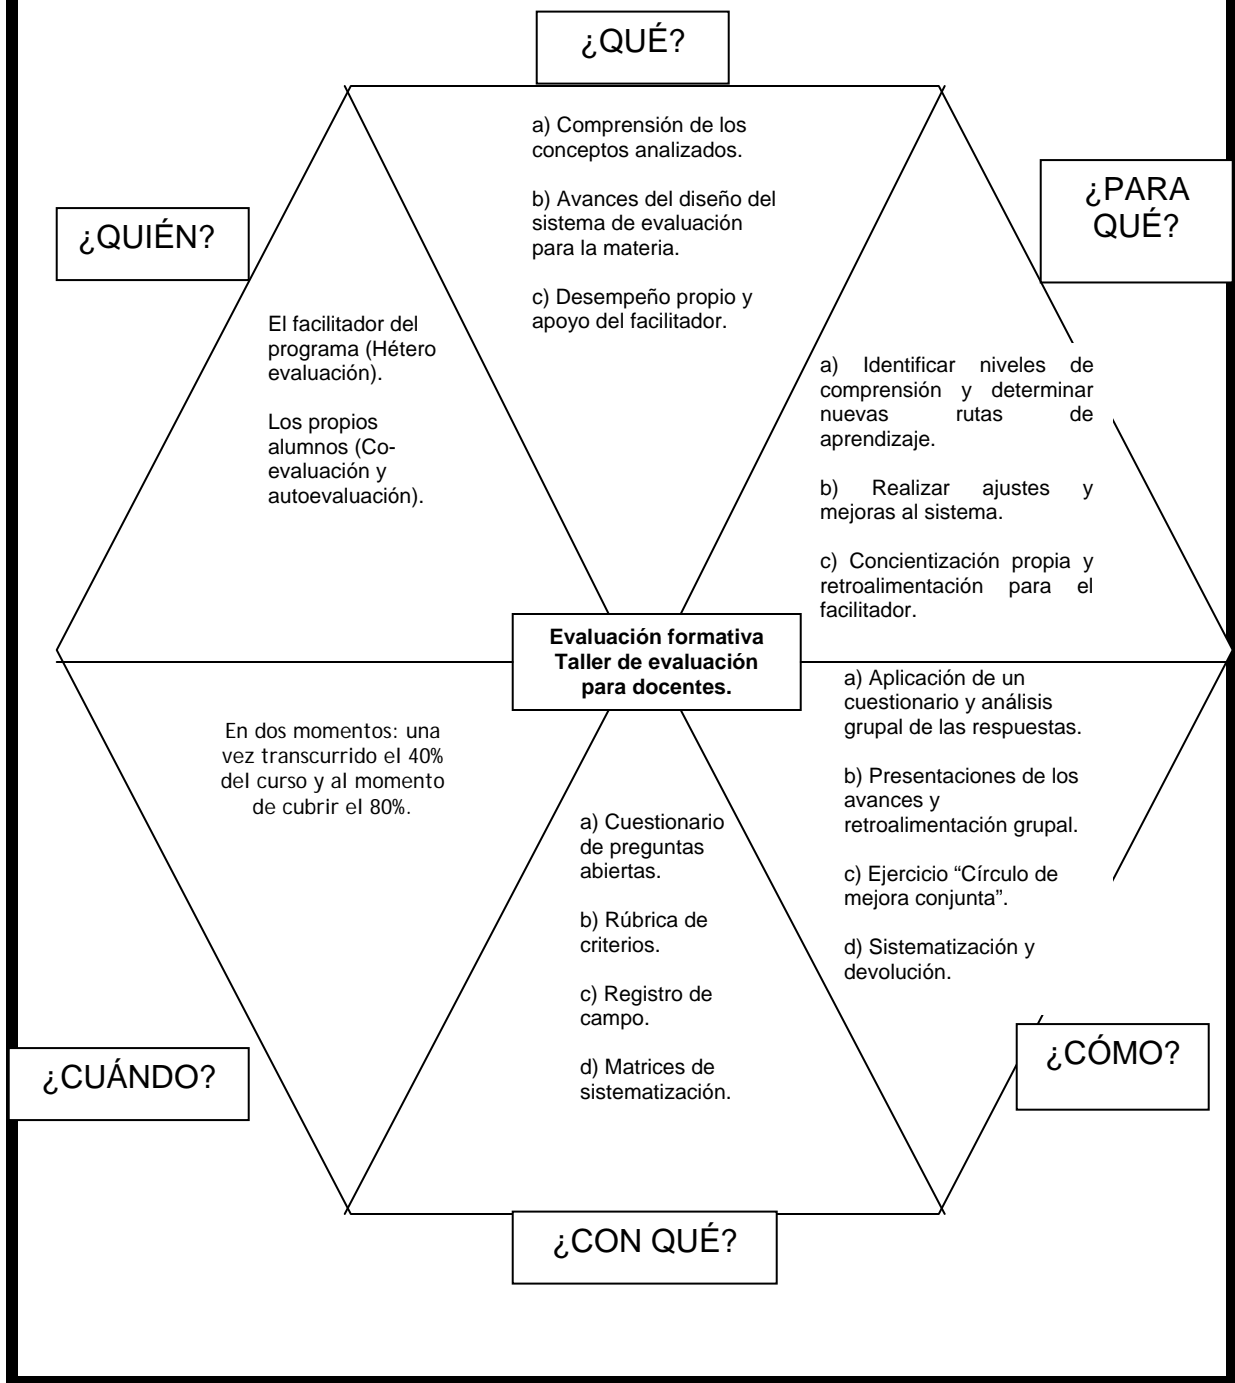 ¿QUÉ?
a) Comprensión de los
conceptos analizados.
b) Avances del diseño del
sistema de evaluación
para la materia.
c) Desempeño propio y
apoyo del facilitador.
¿PARA
QUÉ?
a) Identificar niveles de
comprensión y determinar
nuevas rutas de
aprendizaje.
b) Realizar ajustes y
mejoras al sistema.
c) Concientización propia y
retroalimentación para el
facilitador.
¿QUIÉN?
El facilitador del
programa (Hétero
evaluación).
Los propios
alumnos (Co-
evaluación y
autoevaluación).
Evaluación formativa
Taller de evaluación
para docentes.
a) Aplicación de un
cuestionario y análisis
grupal de las respuestas.
b) Presentaciones de los
avances y
retroalimentación grupal.
c) Ejercicio “Círculo de
mejora conjunta”.
d) Sistematización y
devolución.
¿CÓMO?
En dos momentos: una
vez transcurrido el 40%
del curso y al momento
de cubrir el 80%.
¿CUÁNDO?
a) Cuestionario
de preguntas
abiertas.
b) Rúbrica de
criterios.
c) Registro de
campo.
d) Matrices de
sistematización.
¿CON QUÉ?